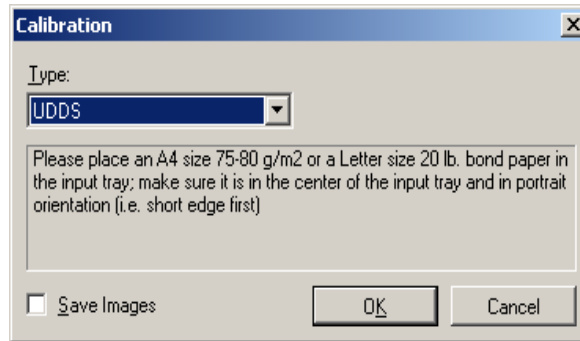 Calibration
Type:
UDDS
Please place an A4 size 75-80 g/m2 or a Letter size 20 lb. bond paper in
the input tray; make sure it is in the center of the input tray and in portrait
orientation (i.e. short edge first)
Save Images
OK
Cancel